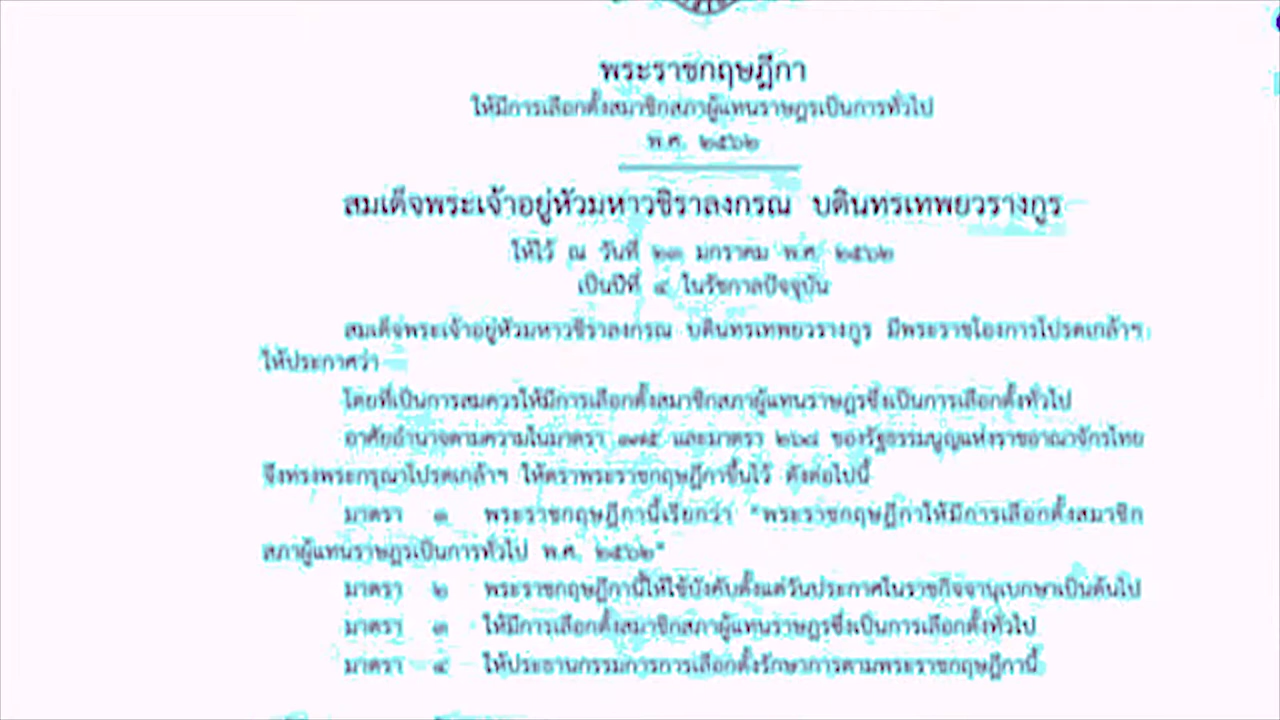 พระราชกฤษฎีกา
ให้มีการเลือกตั้งสมาชิกสภาผู้แทนราษฎรเป็นการทั่วไป
พ.ศ. ๒๕๖๒
สมเด็จพระเจ้าอยู่หัวมหาวชิราลงกรณ บดินทรเทพยวรางกูร
ให้ไว้ ณ วันที่ ๒๓ มกราคม พ.ศ. ๒๕๖๒
เป็นปีที่ ๔ ในรัชกาลปัจจุบัน
สมเด็จพระเจ้าอยู่หัวมหาวชิราลงกรณ บดินทรเทพยวรางกูร มีพระราชโองการโปรดเกล้าฯ
ให้ประกาศว่า
โดยที่เป็นการสมควรให้มีการเลือกตั้งสมาชิกสภาผู้แทนราษฎรซึ่งเป็นการเลือกตั้งทั่วไป
อาศัยอำนาจตามความในมาตรา ๑๗๕ และมาตรา ๒๖๘ ของรัฐธรรมนูญแห่งราชอาณาจักรไทย
จึงทรงพระกรุณาโปรดเกล้าฯ ให้ตราพระราชกฤษฎีกาขึ้นไว้ ดังต่อไปนี้
มาตรา ๑ พระราชกฤษฎีกานี้เรียกว่า "พระราชกฤษฎีกาให้มีการเลือกตั้งสมาชิก
สภาผู้แทนราษฎรเป็นการทั่วไป พ.ศ. ๒๕๖๒"
มาตรา ๒ พระราชกฤษฎีกานี้ให้ใช้บังคับตั้งแต่วันประกาศในราชกิจจานุเบกษาเป็นต้นไป
มาตรา ๓ ให้มีการเลือกตั้งสมาชิกสภาผู้แทนราษฎรซึ่งเป็นการเลือกตั้งทั่วไป
มาตรา ๔ ให้ประธานกรรมการการเลือกตั้งรักษาการตามพระราชกฤษฎีกานี้